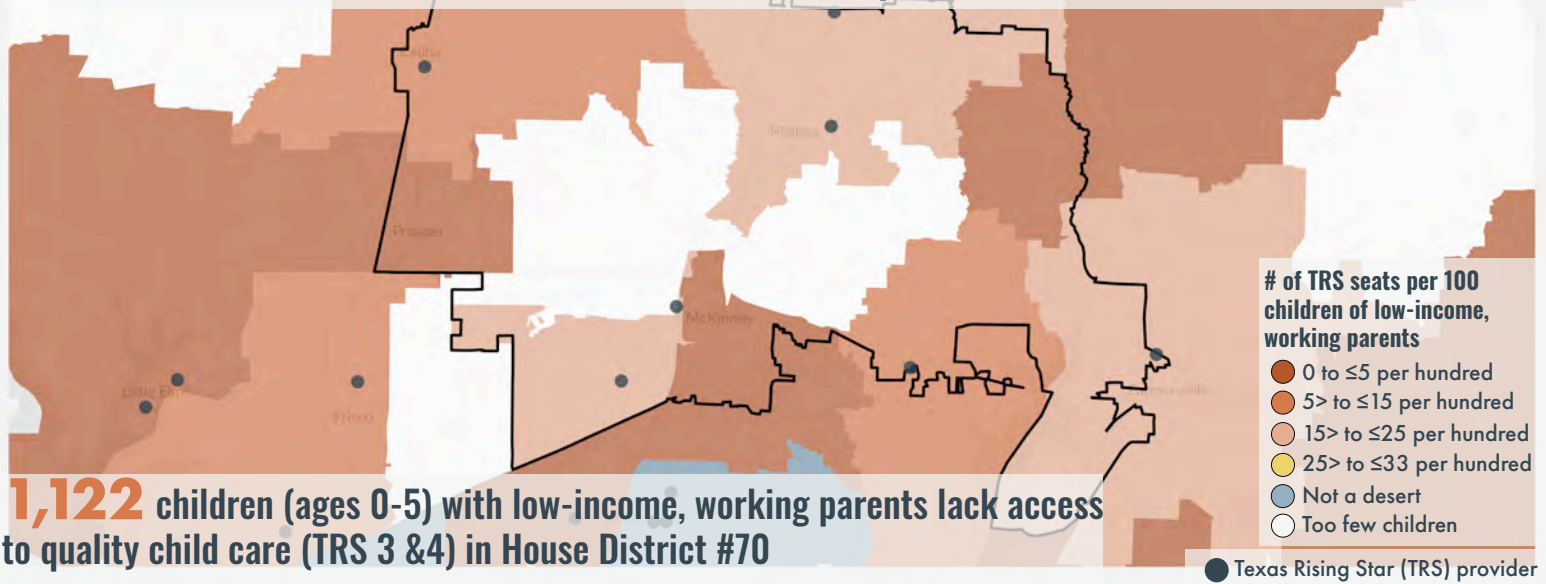 Celina
Melissa
Prosper
McKinney
Little Elm
Frisco
Farmersville
# of TRS seats per 100
children of low-income,
working parents
0 to ≤5 per hundred
5> to ≤15 per hundred
15> to ≤25 per hundred
25> to ≤33 per hundred
Not a desert
Too few children
1,122 children (ages 0-5) with low-income, working parents lack access
to quality child care (TRS 3 &4) in House District #70
Texas Rising Star (TRS) provider